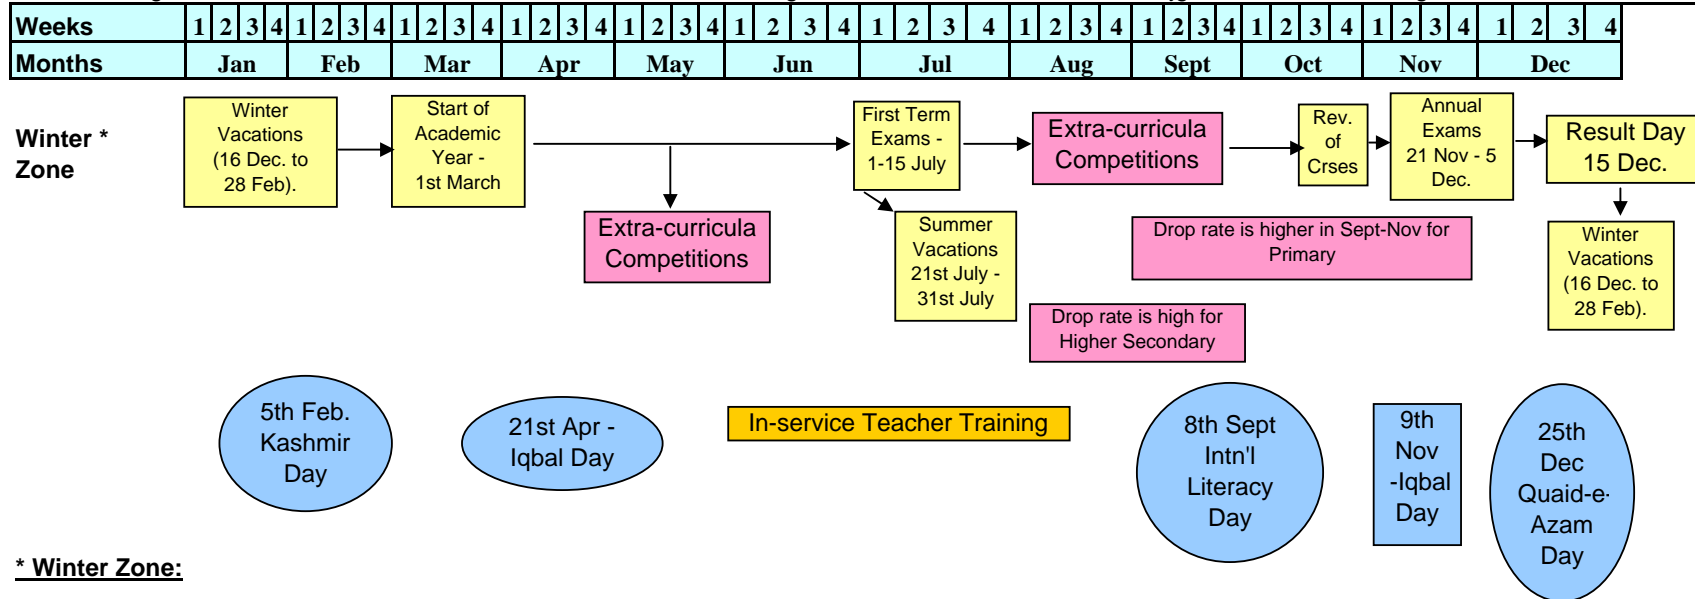 Weeks 1 2 3 4 1 2 3 4 1 2 3 4 1 2 3 4 1 2 3 4 1 2 3 4 1 2 3 4 1 2 3 4 1 2 3 4 1 2 3 4 1 2 3 4 1 2 3 4
Months Jan Feb Mar Apr May Jun Jul Aug Sept Oct Nov Dec
Winter *
Zone
Winter
Vacations
(16 Dec. to
28 Feb).
Start of
Academic
Year -
1st March
Extra-curricula
Competitions
First Term
Exams -
1-15 July
Summer
Vacations
21st July -
31st July
Extra-curricula
Competitions
Rev.
of
Crses
Annual
Exams
21 Nov - 5
Dec.
Result Day
15 Dec.
Drop rate is higher in Sept-Nov for
Primary
Winter
Vacations
(16 Dec. to
28 Feb).
Drop rate is high for
Higher Secondary
5th Feb.
Kashmir
Day
21st Apr -
Iqbal Day
In-service Teacher Training
8th Sept
Intn'l
Literacy
Day
9th
Nov
-Iqbal
Day
25th
Dec
Quaid-e-
Azam
Day
* Winter Zone: